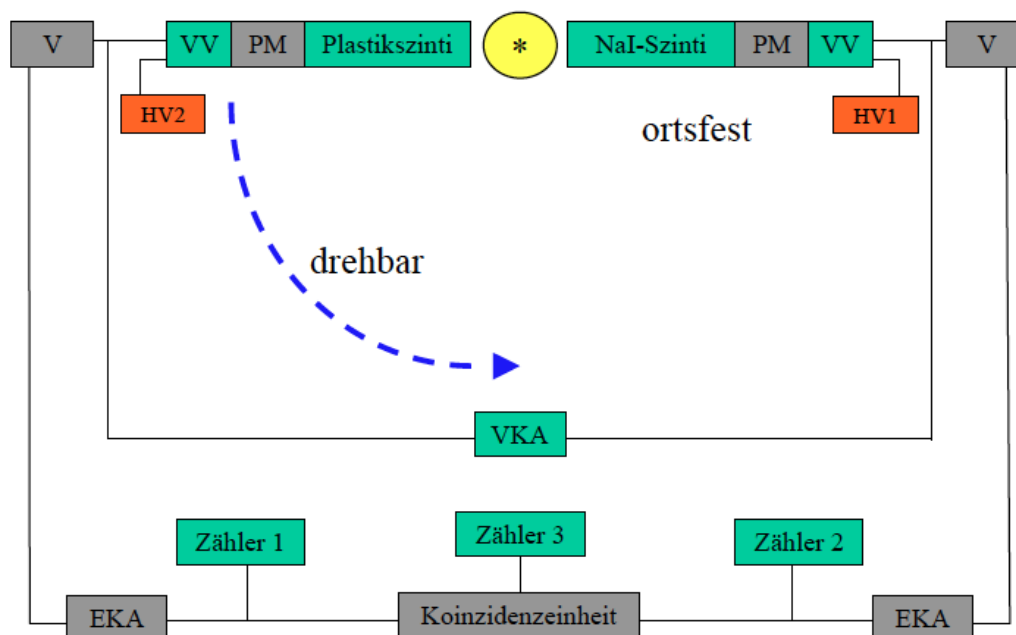 V
VV
PM
Plastikszinti
*
NaI-Szinti
PM
VV
V
HV2
HV1
ortsfest
drehbar
VKA
Zähler 1
Zähler 3
Zähler 2
EKA
Koinzidenzeinheit
EKA